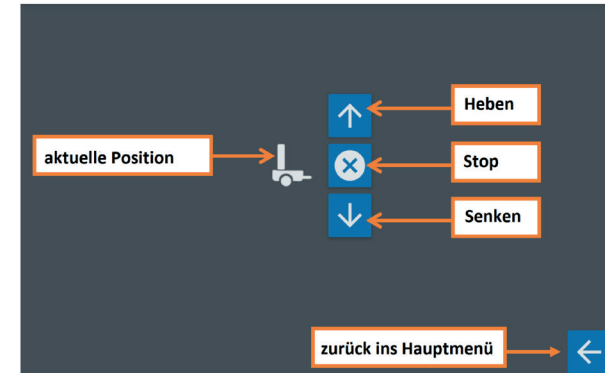 Heben
aktuelle Position
Stop
Senken
zurück ins Hauptmenü